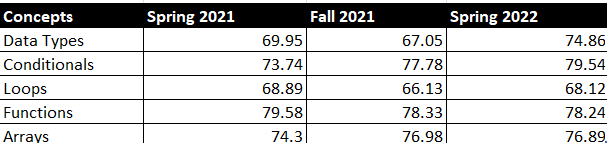 Concepts Spring 2021 Fall 2021 Spring 2022
Data Types 69.95 67.05 74.86
Conditionals 73.74 77.78 79.54
Loops 68.89 66.13 68.12
Functions 79.58 78.33 78.24
Arrays 74.3 76.98 76.89